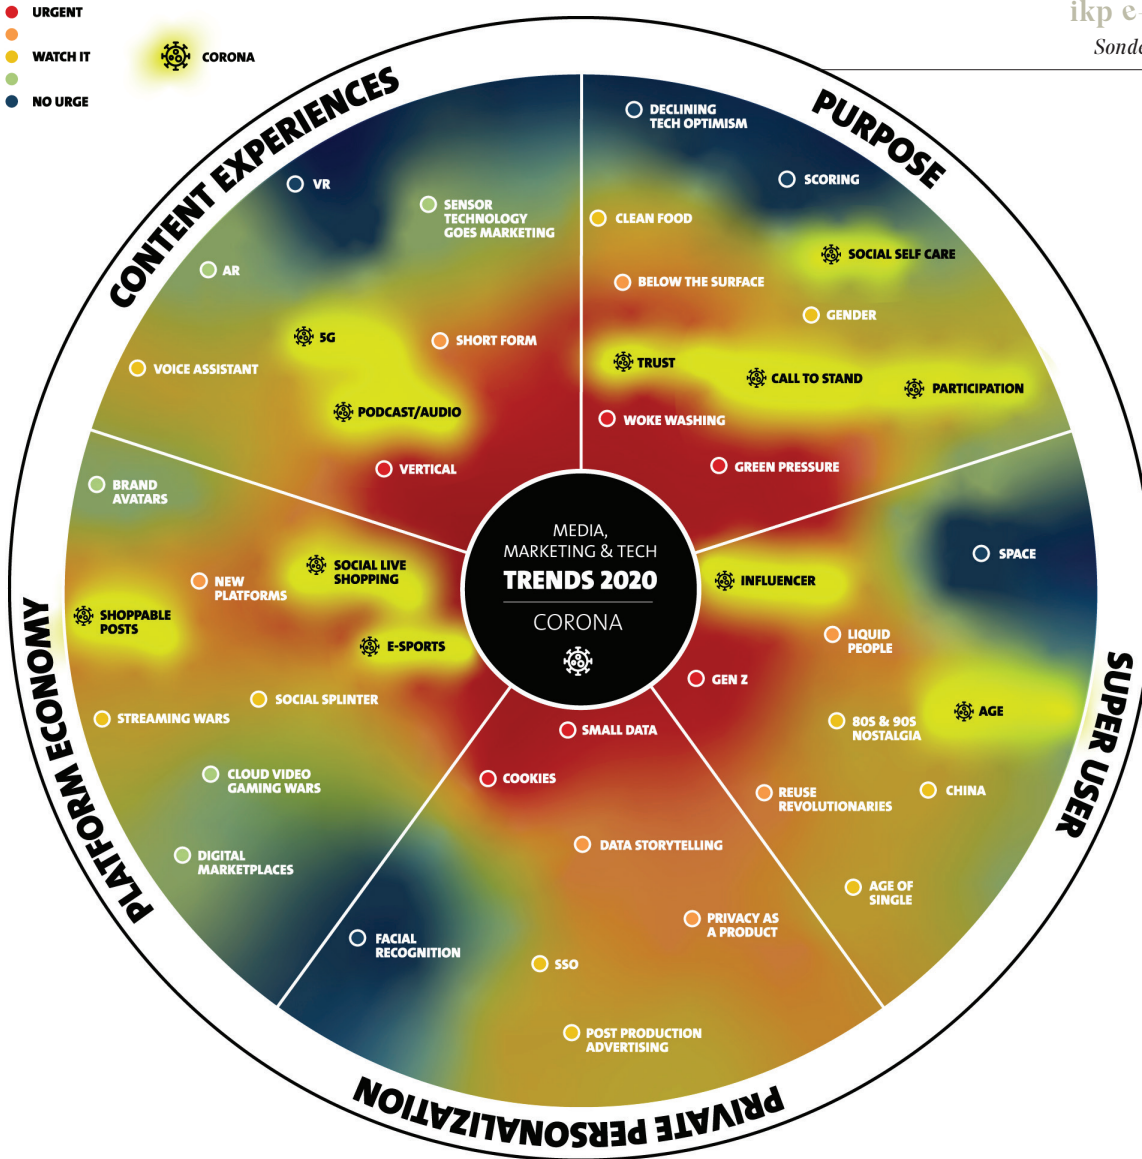 URGENT
WATCH IT
NO URGE
CORONA
ikp e-
Sonde
CONTENT EXPERIENCES
PURPOSE
SUPER USER
PRIVATE PERSONALIZATION
PLATFORM ECONOMY
VR
SENSOR
TECHNOLOGY
GOES MARKETING
AR
5G
SHORT FORM
VOICE ASSISTANT
PODCAST/AUDIO
VERTICAL
DECLINING
TECH OPTIMISM
SCORING
CLEAN FOOD
SOCIAL SELF CARE
BELOW THE SURFACE
GENDER
TRUST
CALL TO STAND
PARTICIPATION
WOKE WASHING
GREEN PRESSURE
MEDIA,
MARKETING & TECH
TRENDS 2020
CORONA
SPACE
INFLUENCER
LIQUID
PEOPLE
GEN Z
AGE
80S & 90S
NOSTALGIA
REUSE
REVOLUTIONARIES
CHINA
AGE OF
SINGLE
SMALL DATA
COOKIES
DATA STORYTELLING
PRIVACY AS
A PRODUCT
FACIAL
RECOGNITION
SSO
POST PRODUCTION
ADVERTISING
BRAND
AVATARS
SOCIAL LIVE
SHOPPING
NEW
PLATFORMS
SHOPPABLE
POSTS
E-SPORTS
SOCIAL SPLINTER
STREAMING WARS
CLOUD VIDEO
GAMING WARS
DIGITAL
MARKETPLACES